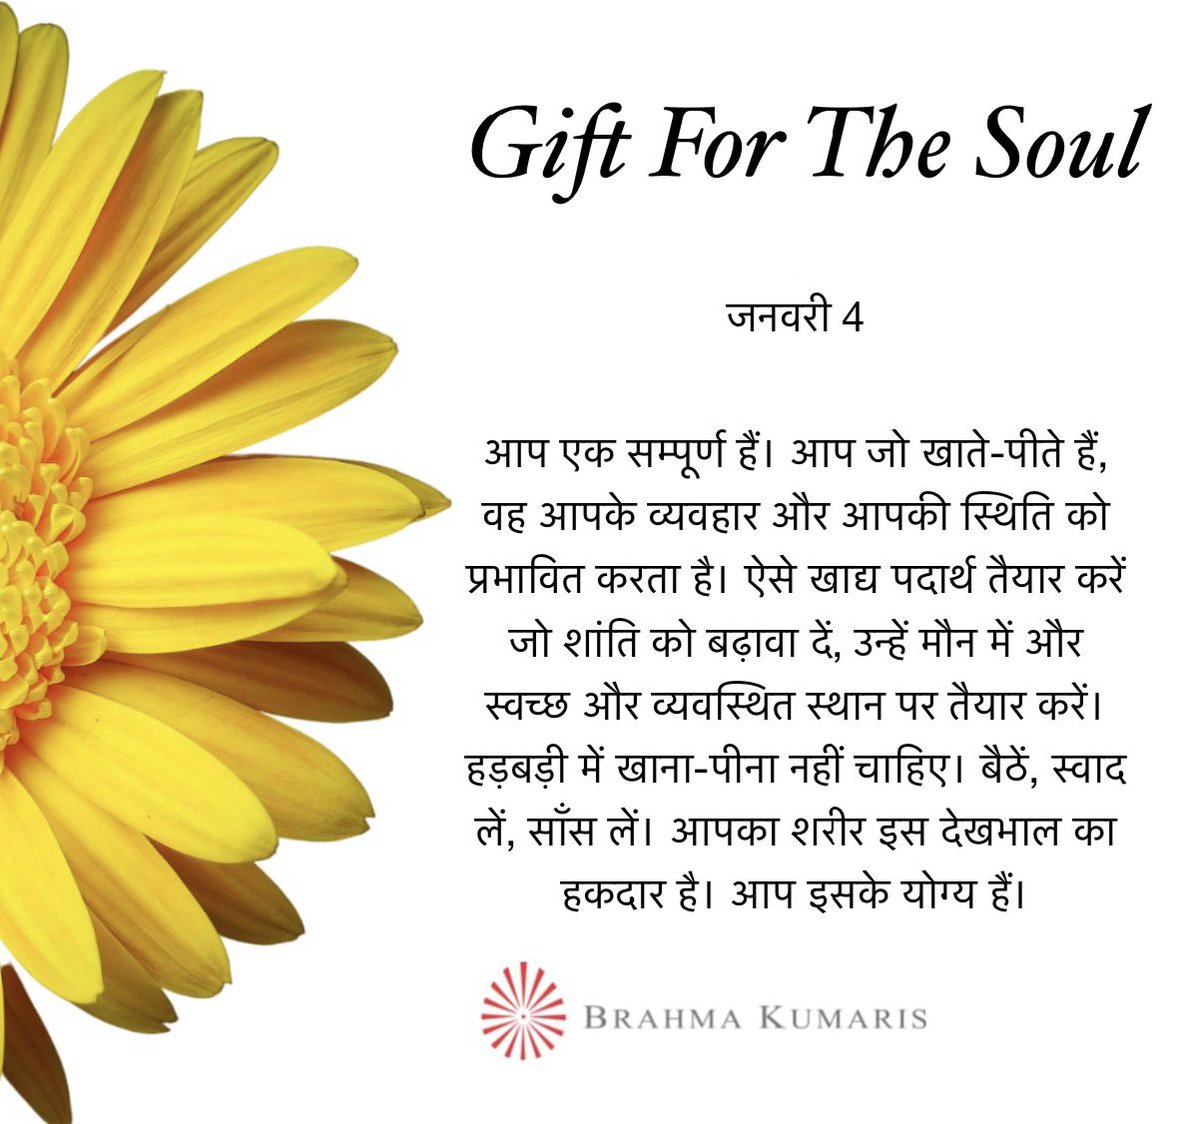 Gift For The Soul
जनवरी 4
आप एक सम्पूर्ण हैं। आप जो खाते-पीते हैं,
वह आपके व्यवहार और आपकी स्थिति को
प्रभावित करता है। ऐसे खाद्य पदार्थ तैयार करें
जो शांति को बढ़ावा दें, उन्हें मौन में और
स्वच्छ और व्यवस्थित स्थान पर तैयार करें।
हड़बड़ी में खाना-पीना नहीं चाहिए। बैठें, स्वाद
लें, साँस लें। आपका शरीर इस देखभाल का
हकदार है। आप इसके योग्य हैं।
BRAHMA KUMARIS